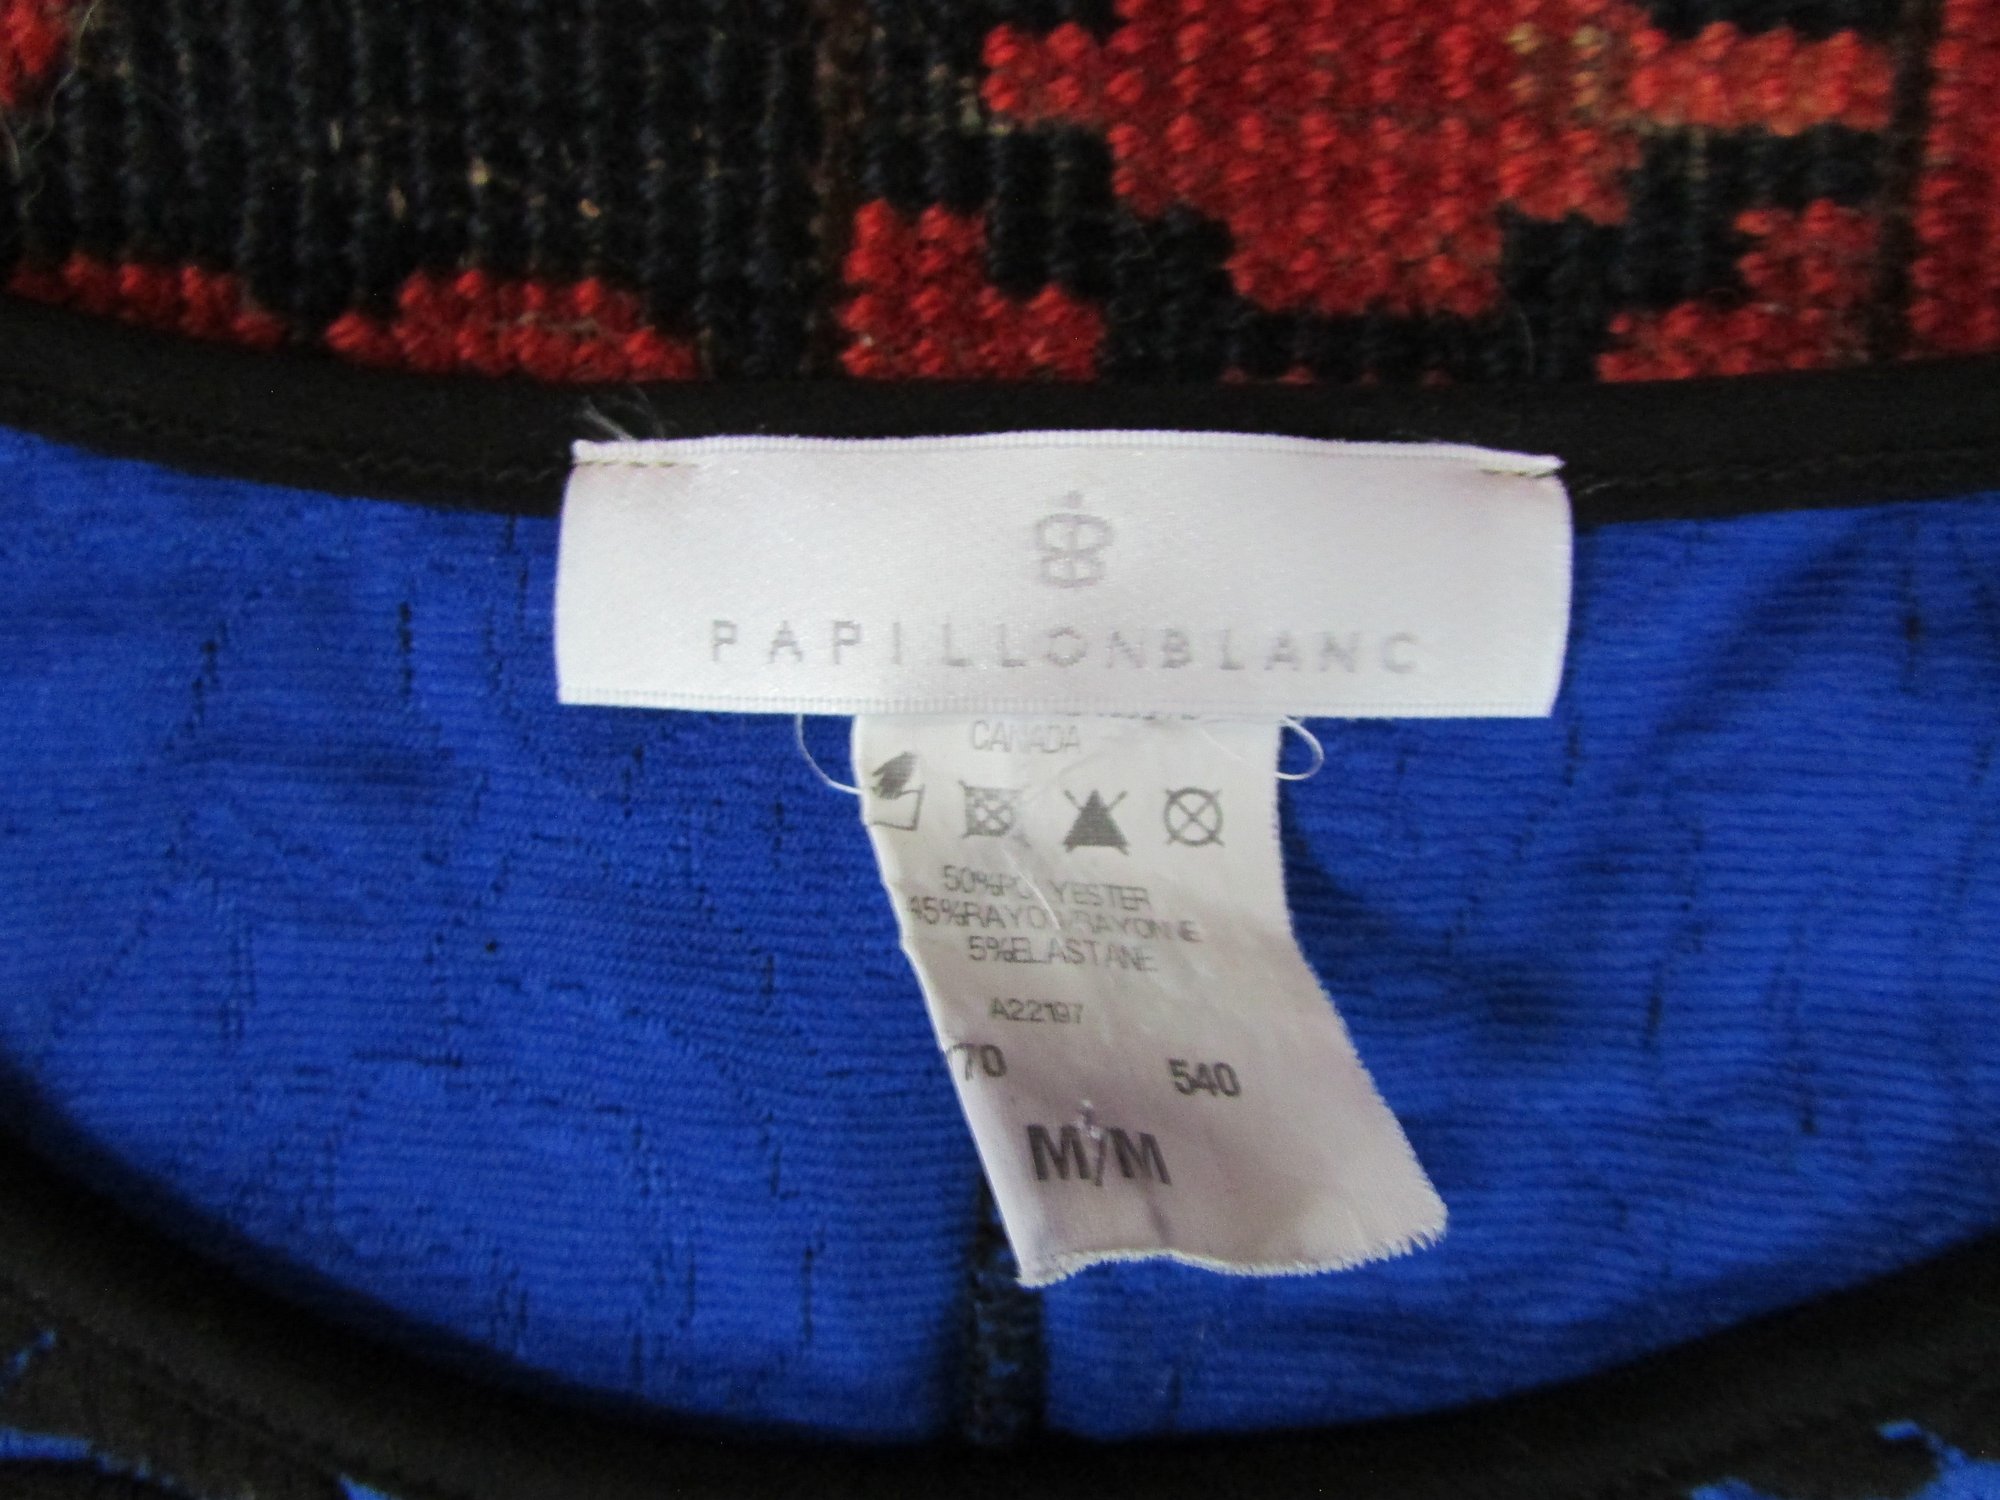 PAPILLONBLANC
CANADA
50%POLYESTER
45%RAYON/RAYONNE
5%ELASTANE
A22197
70 540
M/M